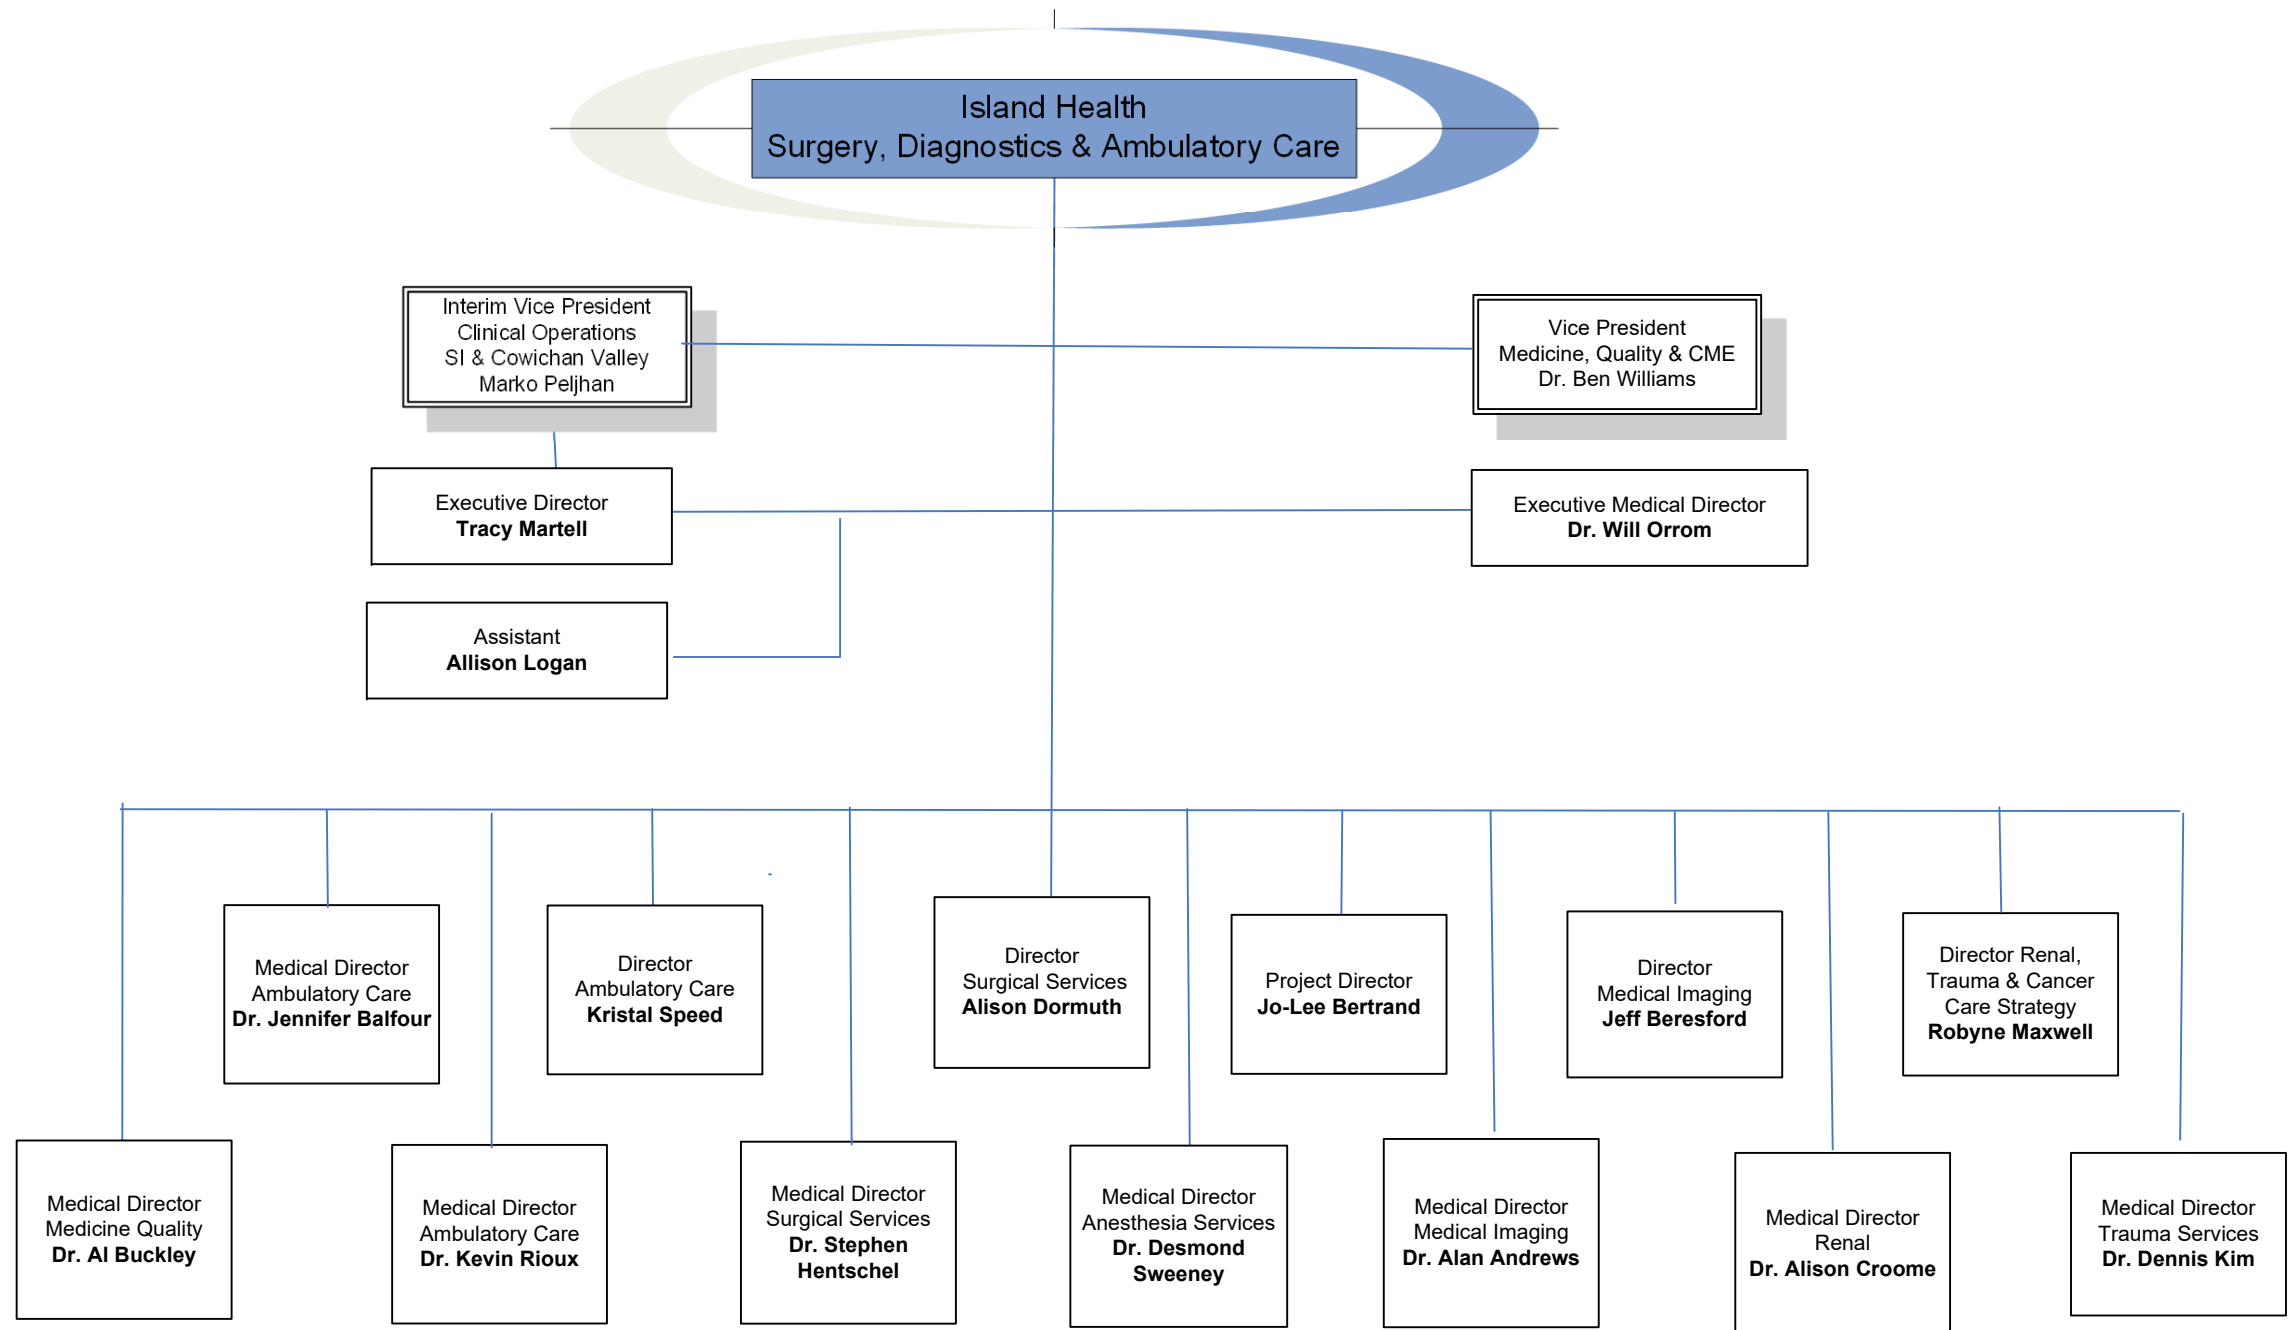 Island Health
Surgery, Diagnostics & Ambulatory Care
Interim Vice President
Clinical Operations
SI & Cowichan Valley
Marko Peljhan
Vice President
Medicine, Quality & CME
Dr. Ben Williams
Executive Director
Tracy Martell
Executive Medical Director
Dr. Will Orrom
Assistant
Allison Logan
Medical Director
Ambulatory Care
Dr. Jennifer Balfour
Director
Ambulatory Care
Kristal Speed
Director
Surgical Services
Alison Dormuth
Project Director
Jo-Lee Bertrand
Director
Medical Imaging
Jeff Beresford
Director Renal,
Trauma & Cancer
Care Strategy
Robyne Maxwell
Medical Director
Medicine Quality
Dr. Al Buckley
Medical Director
Ambulatory Care
Dr. Kevin Rioux
Medical Director
Surgical Services
Dr. Stephen
Hentschel
Medical Director
Anesthesia Services
Dr. Desmond
Sweeney
Medical Director
Medical Imaging
Dr. Alan Andrews
Medical Director
Renal
Dr. Alison Croome
Medical Director
Trauma Services
Dr. Dennis Kim